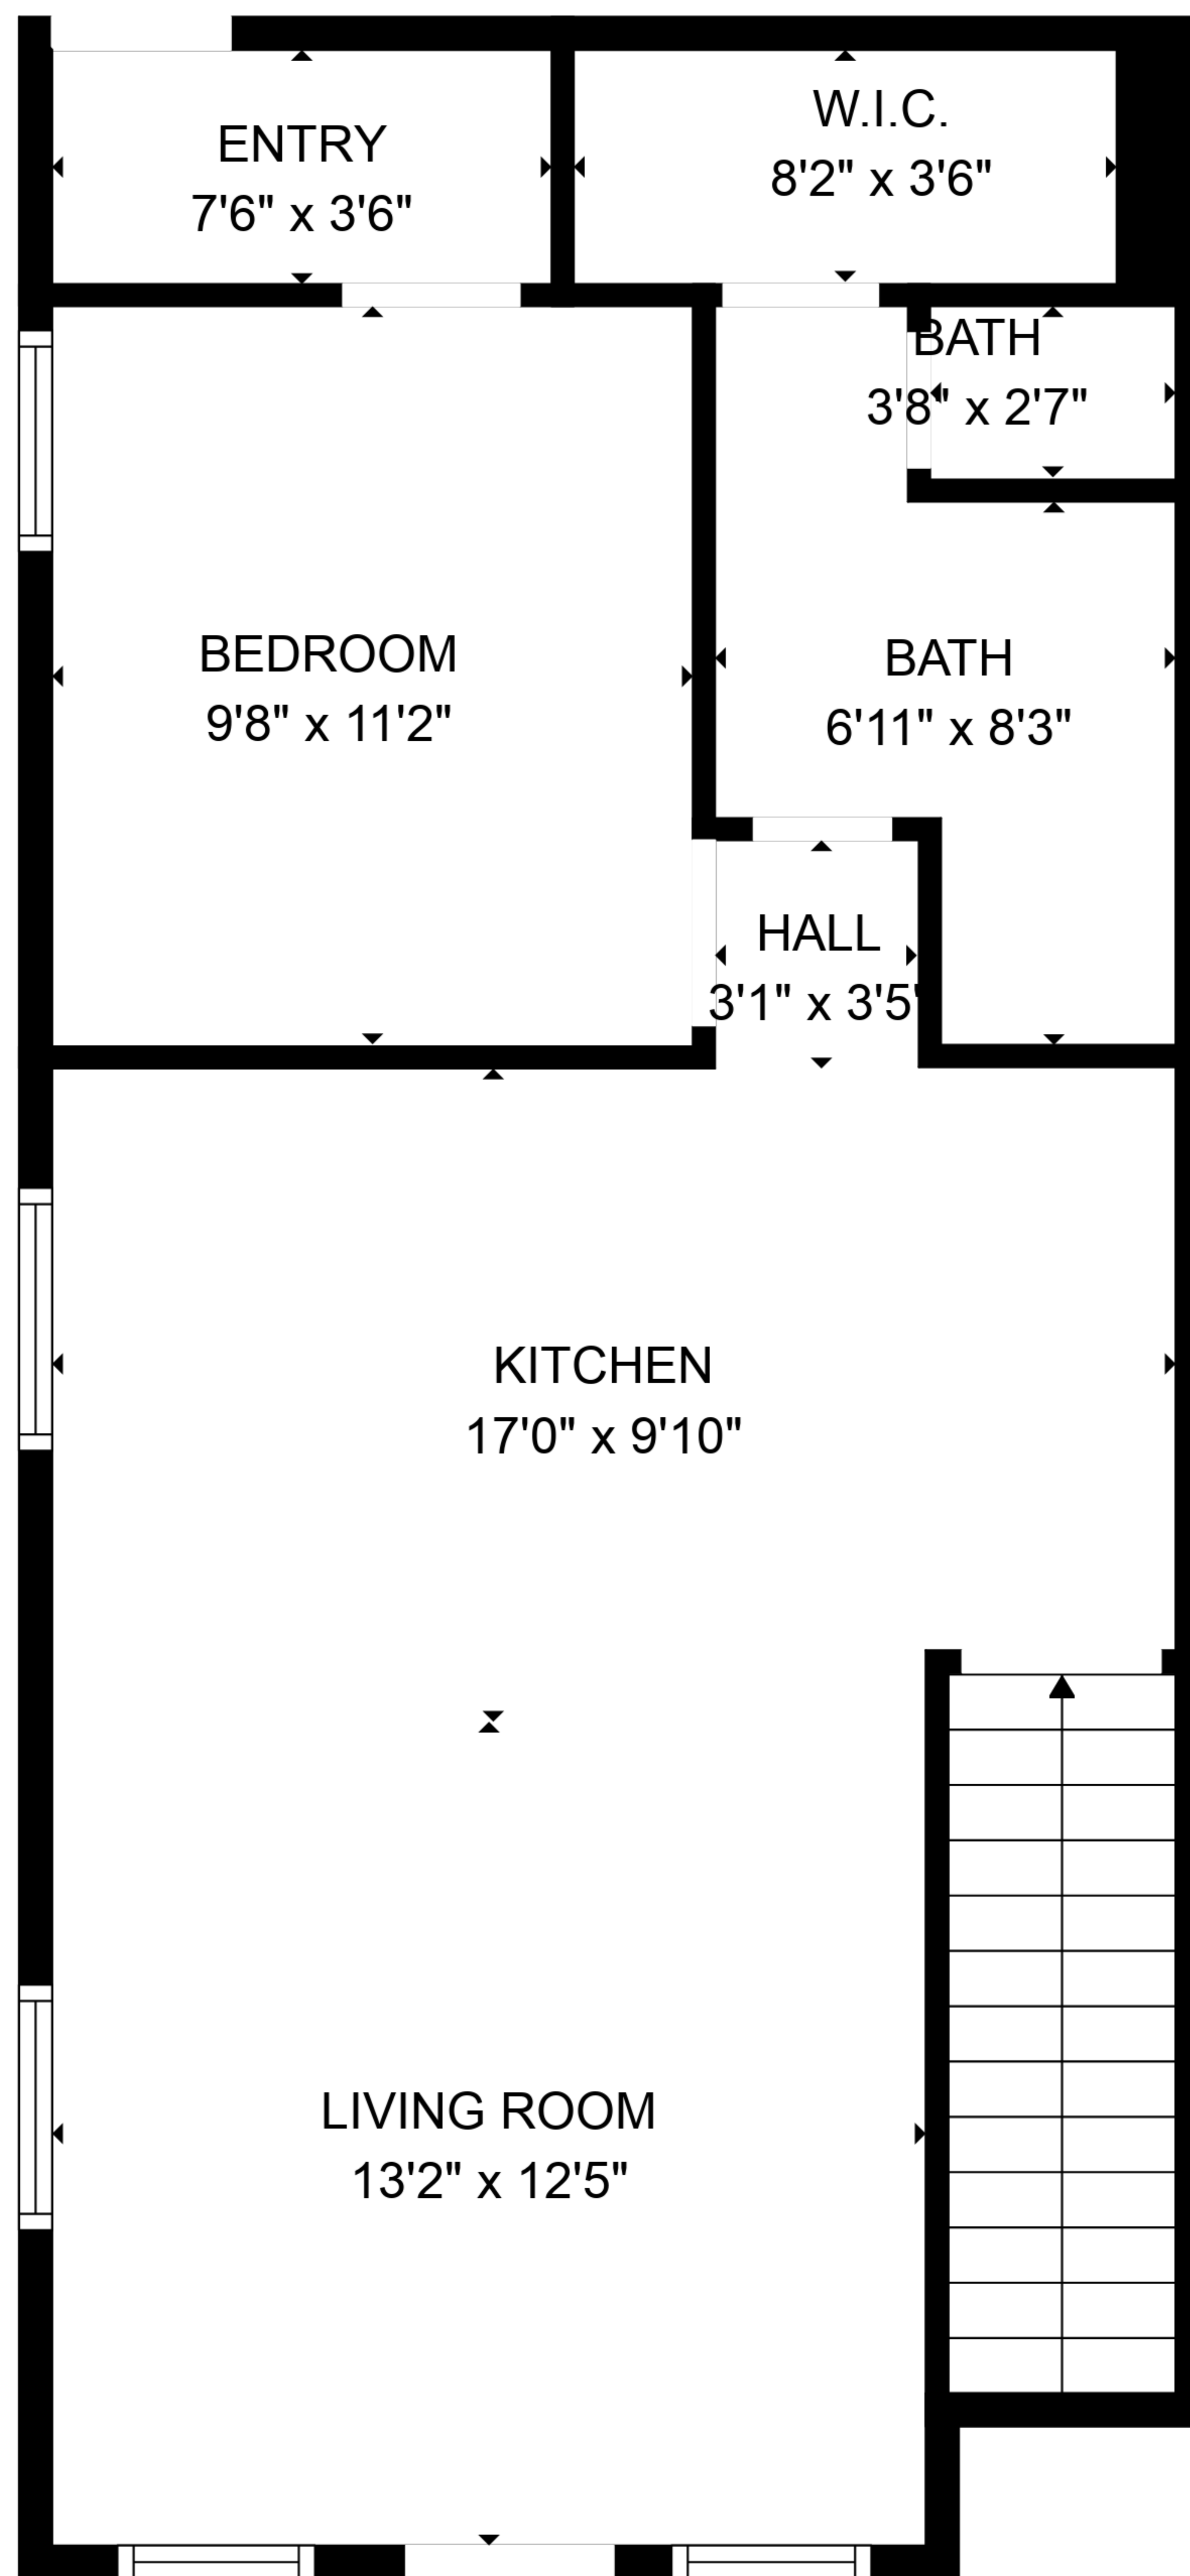 ENTRY
7'6" x 3'6"
W.I.C.
8'2" x 3'6"
BATH
3'8" x 2'7"
BEDROOM
9'8" x 11'2"
BATH
6'11" x 8'3"
HALL
3'1" x 3'5"
KITCHEN
17'0" x 9'10"
LIVING ROOM
13'2" x 12'5"